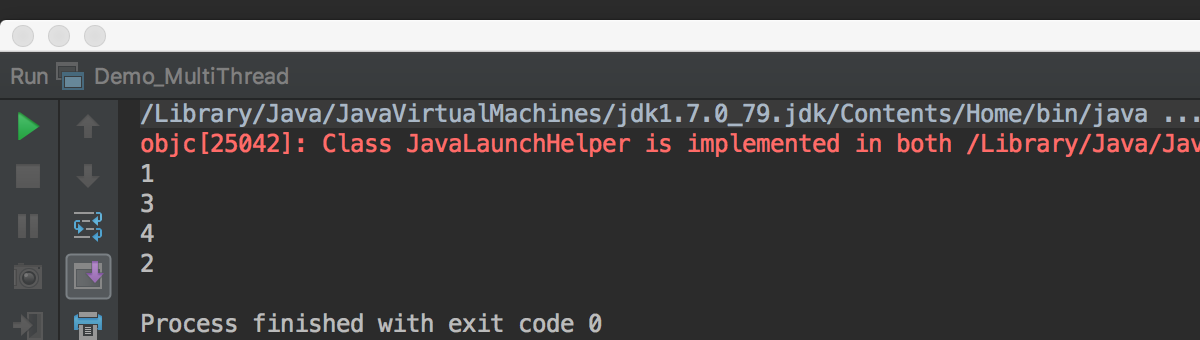 Run Demo_MultiThread
/Library/Java/JavaVirtualMachines/jdk1.7.0_79.jdk/Contents/Home/bin/java ...
objc[25042]: Class JavaLaunchHelper is implemented in both /Library/Java/Jav
1
3
4
2
Process finished with exit code 0